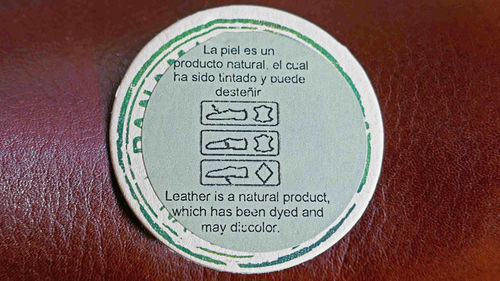 La piel es un
producto natural, el cual
ha sido tintado y puede
desteñir
Leather is a natural product,
which has been dyed and
may discolor.